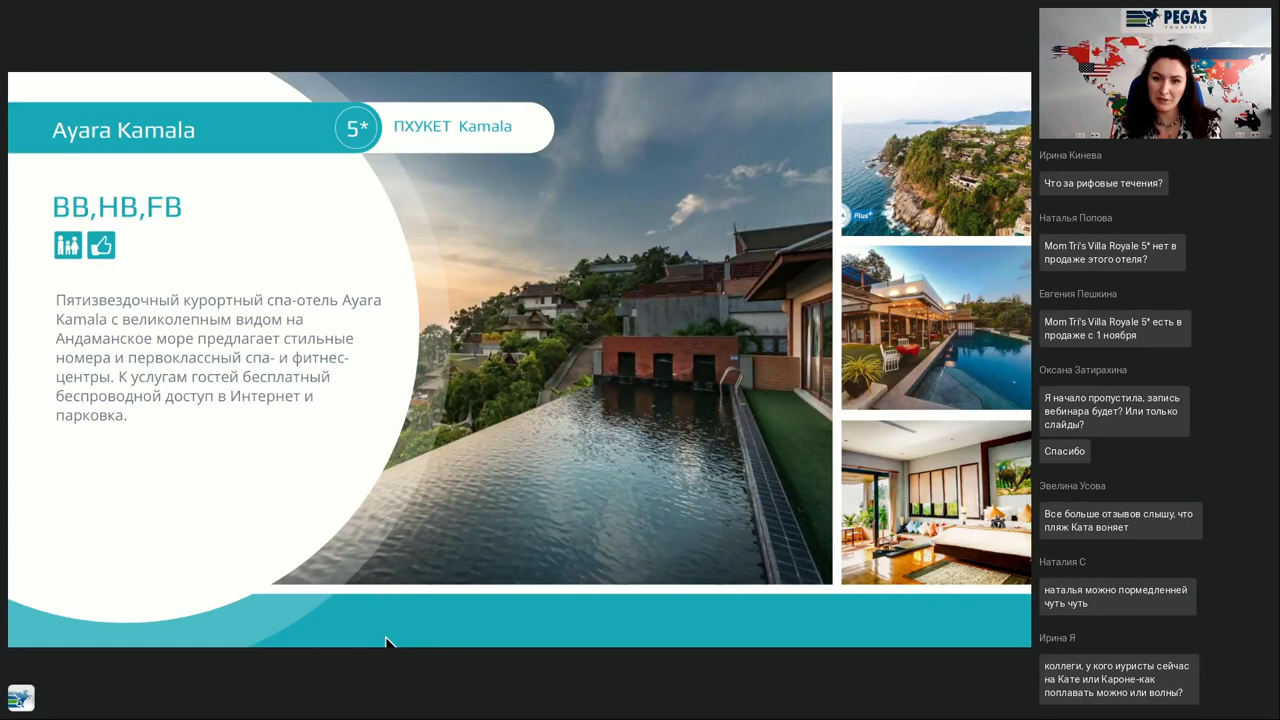 Ayara Kamala
5*
ПХУКЕТ Kamala
BB,HB,FB
Пятизвездочный курортный спа-отель Ayara
Kamala с великолепным видом на
Андаманское море предлагает стильные
номера и первоклассный спа- и фитнес-
центры. К услугам гостей бесплатный
беспроводной доступ в Интернет и
парковка.
Plus+
PEGAS
TOURISTIK
Ирина Кинева
Что за рифовые течения?
Наталья Попова
Mom Tri's Villa Royale 5* нет в
продаже этого отеля?
Евгения Пешкина
Mom Tri's Villa Royale 5* есть в
продаже с 1 ноября
Оксана Затирахина
Я начало пропустила, запись
вебинара будет? Или только
слайды?
Спасибо
Эвелина Усова
Все больше отзывов слышу, что
пляж Ката воняет
Наталия С
наталья можно пормедленней
чуть чуть
Ирина Я
коллеги, у кого иуристы сейчас
на Кате или Кароне-как
поплавать можно или волны?